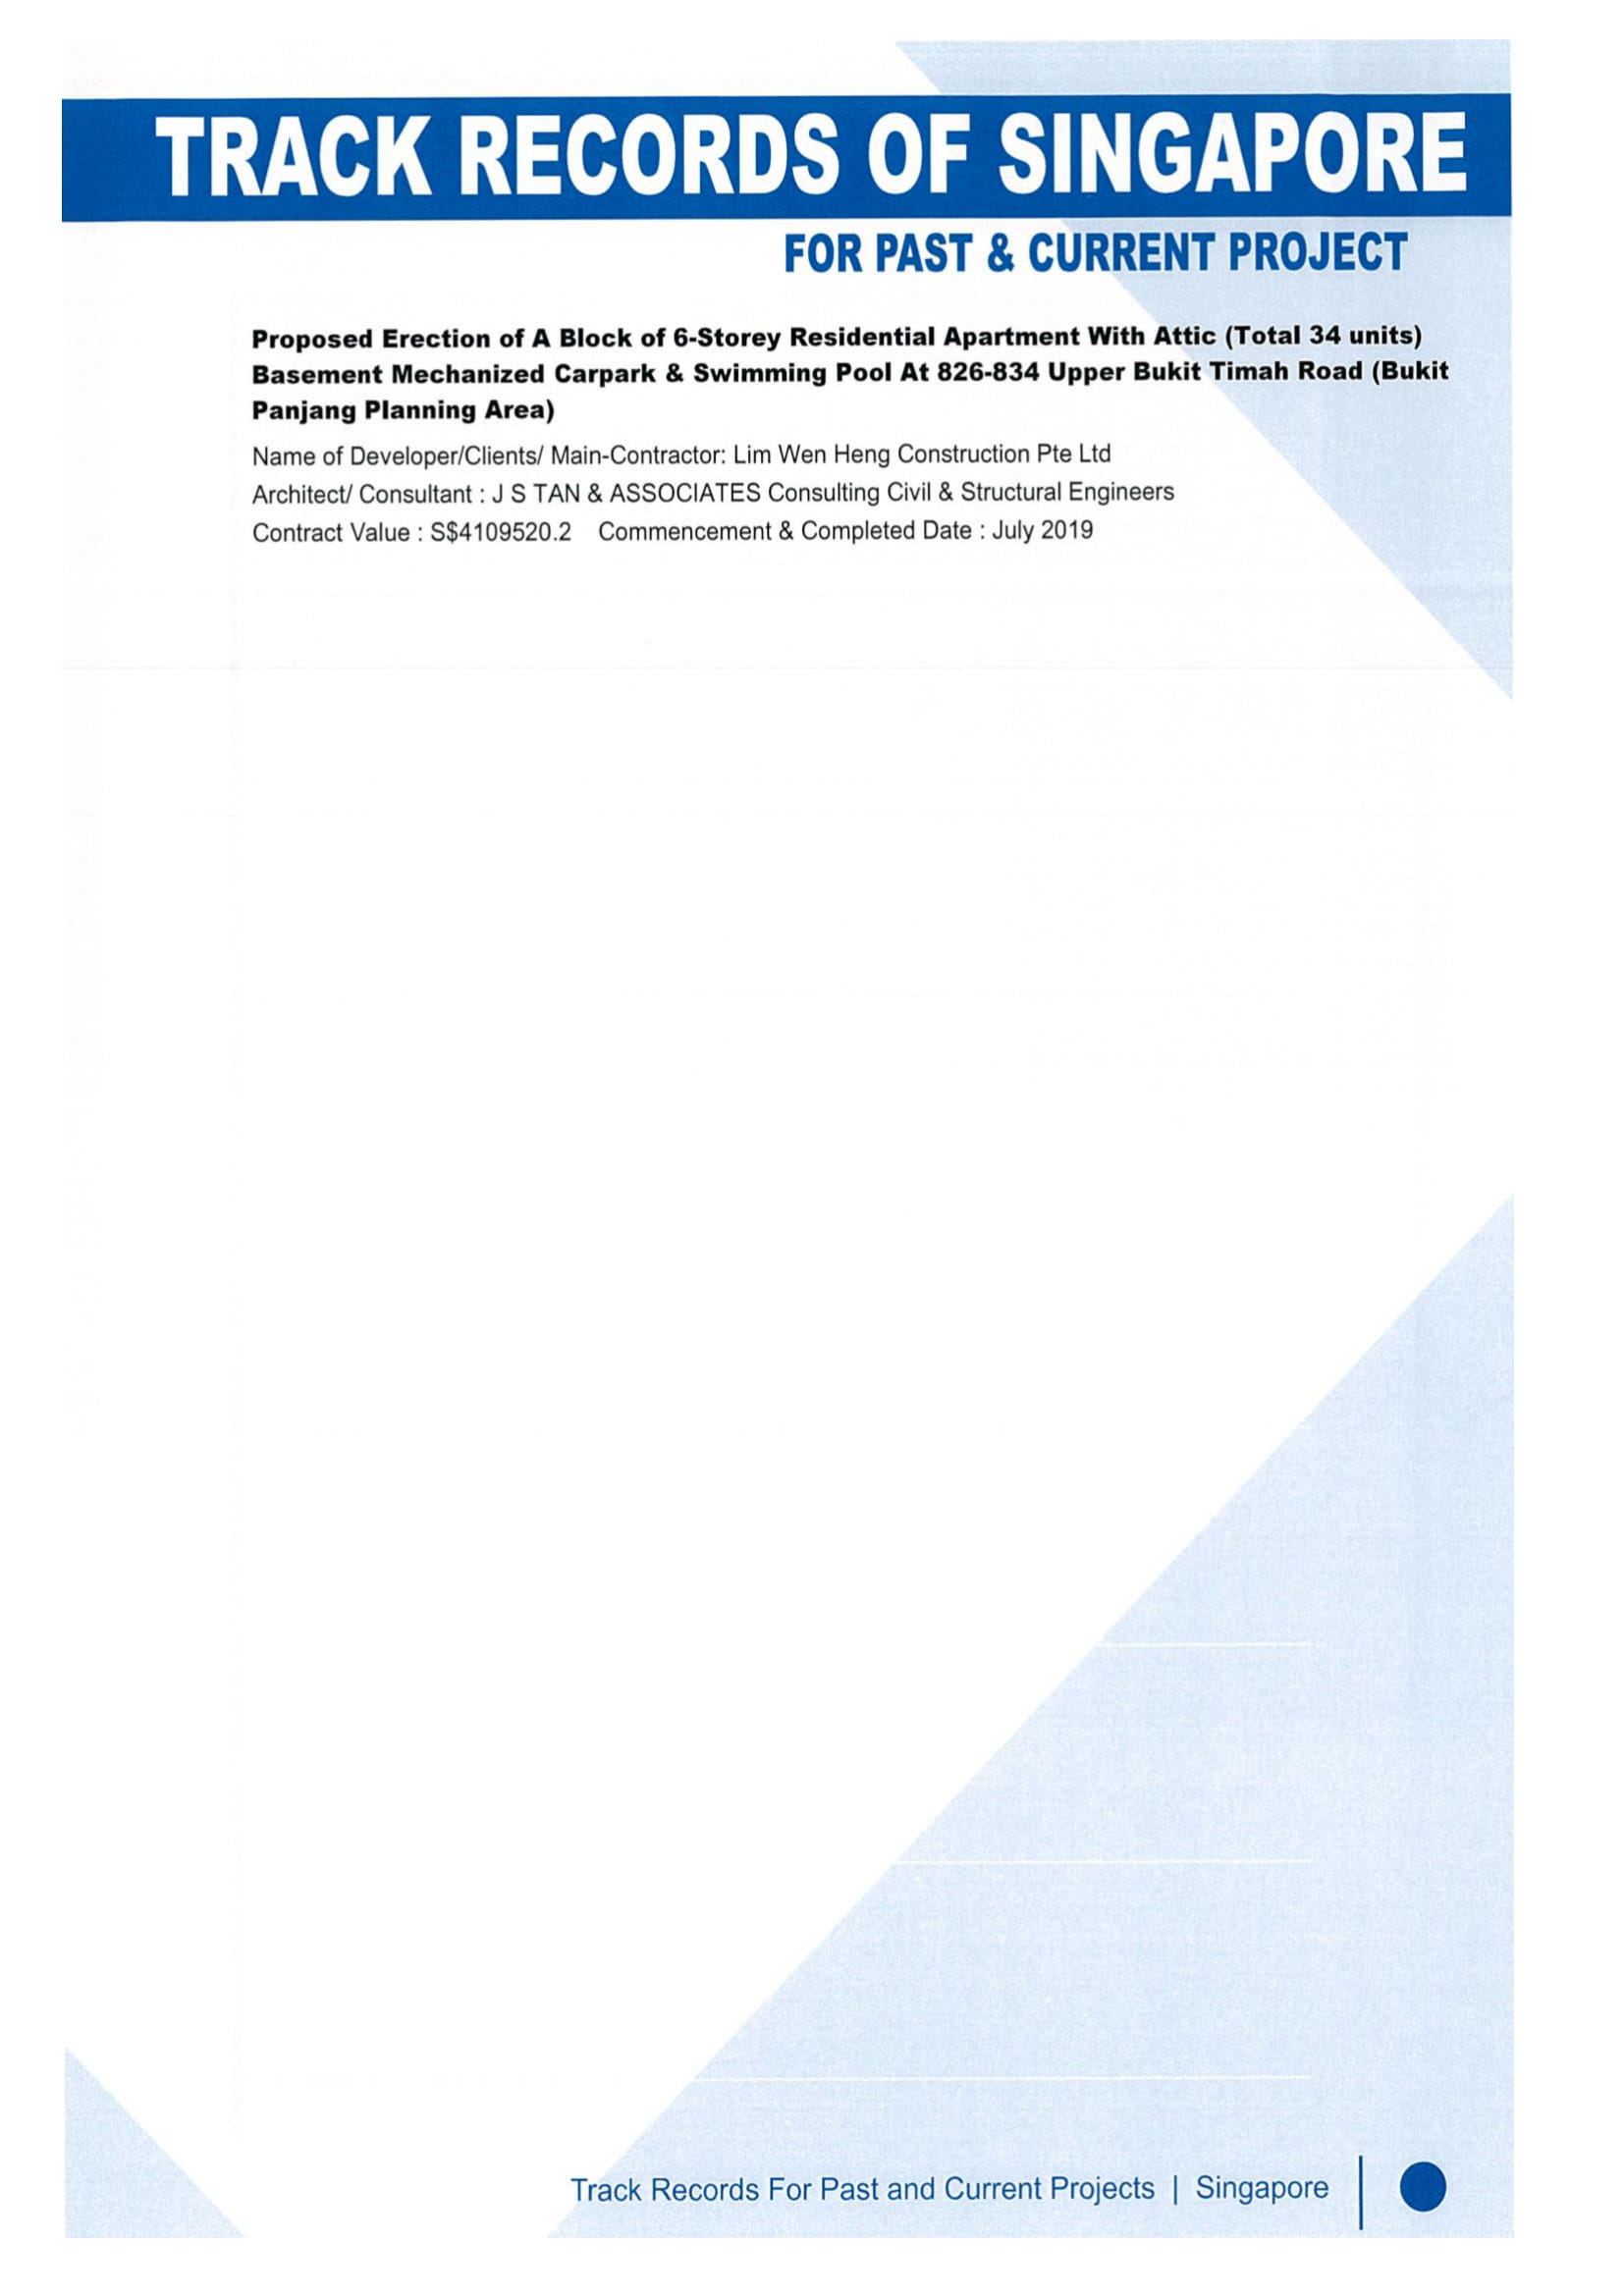 TRACK RECORDS OF SINGAPORE
FOR PAST & CURRENT PROJECT
Proposed Erection of A Block of 6-Storey Residential Apartment With Attic (Total 34 units)
Basement Mechanized Carpark & Swimming Pool At 826-834 Upper Bukit Timah Road (Bukit
Panjang Planning Area)
Name of Developer/Clients/ Main-Contractor: Lim Wen Heng Construction Pte Ltd
Architect/ Consultant : J S TAN & ASSOCIATES Consulting Civil & Structural Engineers
Contract Value : S$4109520.2 Commencement & Completed Date : July 2019
Track Records For Past and Current Projects | Singapore